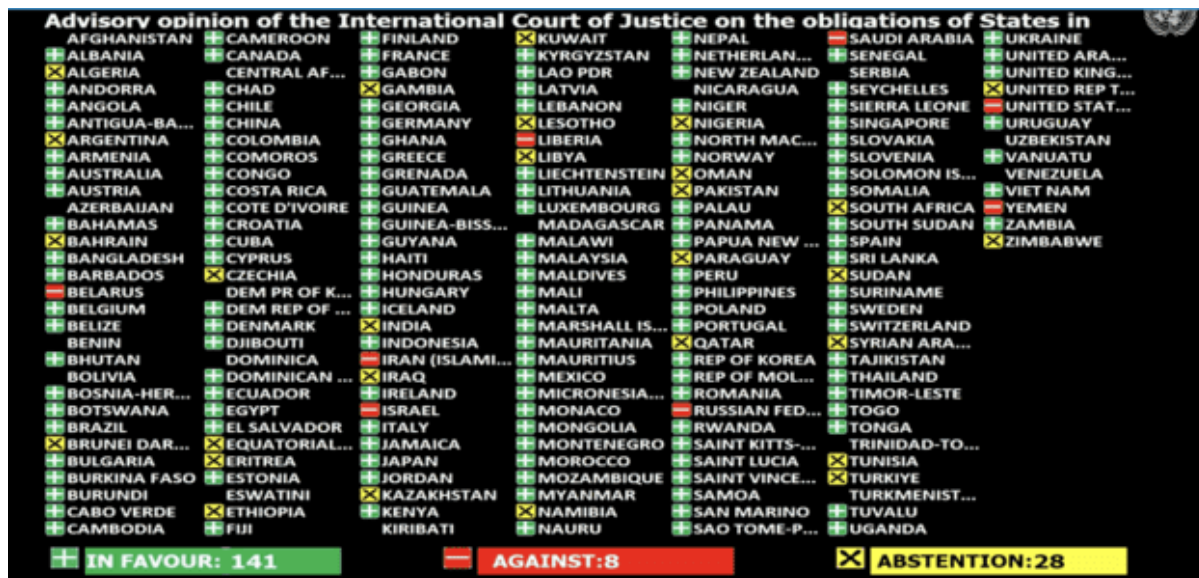 Advisory opinion of the International Court of Justice on the obligations of States in
AFGHANISTAN
ALBANIA
ALGERIA
ANDORRA
ANGOLA
ANTIGUA-BA...
ARGENTINA
ARMENIA
AUSTRALIA
AUSTRIA
AZERBAIJAN
BAHAMAS
BAHRAIN
BANGLADESH
BARBADOS
BELARUS
BELGIUM
BELIZE
BENIN
BHUTAN
BOLIVIA
BOSNIA-HER...
BOTSWANA
BRAZIL
BRUNEI DAR...
BULGARIA
BURKINA FASO
BURUNDI
CABO VERDE
CAMBODIA
CAMEROON
CANADA
CENTRAL AF...
CHAD
CHILE
CHINA
COLOMBIA
COMOROS
CONGO
COSTA RICA
COTE D'IVOIRE
CROATIA
CUBA
CYPRUS
CZECHIA
DEM PR OF K...
DEM REP OF ...
DENMARK
DJIBOUTI
DOMINICA
DOMINICAN ...
ECUADOR
EGYPT
EL SALVADOR
EQUATORIAL...
ERITREA
ESTONIA
ESWATINI
ETHIOPIA
FIJI
FINLAND
FRANCE
GABON
GAMBIA
GEORGIA
GERMANY
GHANA
GREECE
GRENADA
GUATEMALA
GUINEA
GUINEA-BISS...
GUYANA
HAITI
HONDURAS
HUNGARY
ICELAND
INDIA
INDONESIA
IRAN (ISLAMI...
IRAQ
IRELAND
ISRAEL
ITALY
JAMAICA
JAPAN
JORDAN
KAZAKHSTAN
KENYA
KIRIBATI
KUWAIT
KYRGYZSTAN
LAO PDR
LATVIA
LEBANON
LESOTHO
LIBERIA
LIBYA
LIECHTENSTEIN
LITHUANIA
LUXEMBOURG
MADAGASCAR
MALAWI
MALAYSIA
MALDIVES
MALI
MALTA
MARSHALL IS...
MAURITANIA
MAURITIUS
MEXICO
MICRONESIA...
MONACO
MONGOLIA
MONTENEGRO
MOROCCO
MOZAMBIQUE
MYANMAR
NAMIBIA
NAURU
NEPAL
NETHERLAN...
NEW ZEALAND
NICARAGUA
NIGER
NIGERIA
NORTH MAC...
NORWAY
OMAN
PAKISTAN
PALAU
PANAMA
PAPUA NEW ...
PARAGUAY
PERU
PHILIPPINES
POLAND
PORTUGAL
QATAR
REP OF KOREA
REP OF MOL...
ROMANIA
RUSSIAN FED...
RWANDA
SAINT KITTS-...
SAINT LUCIA
SAINT VINCE...
SAMOA
SAN MARINO
SAO TOME-P...
SAUDI ARABIA
SENEGAL
SERBIA
SEYCHELLES
SIERRA LEONE
SINGAPORE
SLOVAKIA
SLOVENIA
SOLOMON IS...
SOMALIA
SOUTH AFRICA
SOUTH SUDAN
SPAIN
SRI LANKA
SUDAN
SURINAME
SWEDEN
SWITZERLAND
SYRIAN ARA...
TAJIKISTAN
THAILAND
TIMOR-LESTE
TOGO
TONGA
TRINIDAD-TO...
TUNISIA
TURKIYE
TURKMENIST...
TUVALU
UGANDA
UKRAINE
UNITED ARA...
UNITED KING...
UNITED REP T...
UNITED STAT...
URUGUAY
UZBEKISTAN
VANUATU
VENEZUELA
VIET NAM
YEMEN
ZAMBIA
ZIMBABWE
IN FAVOUR: 141
AGAINST:8
ABSTENTION:28